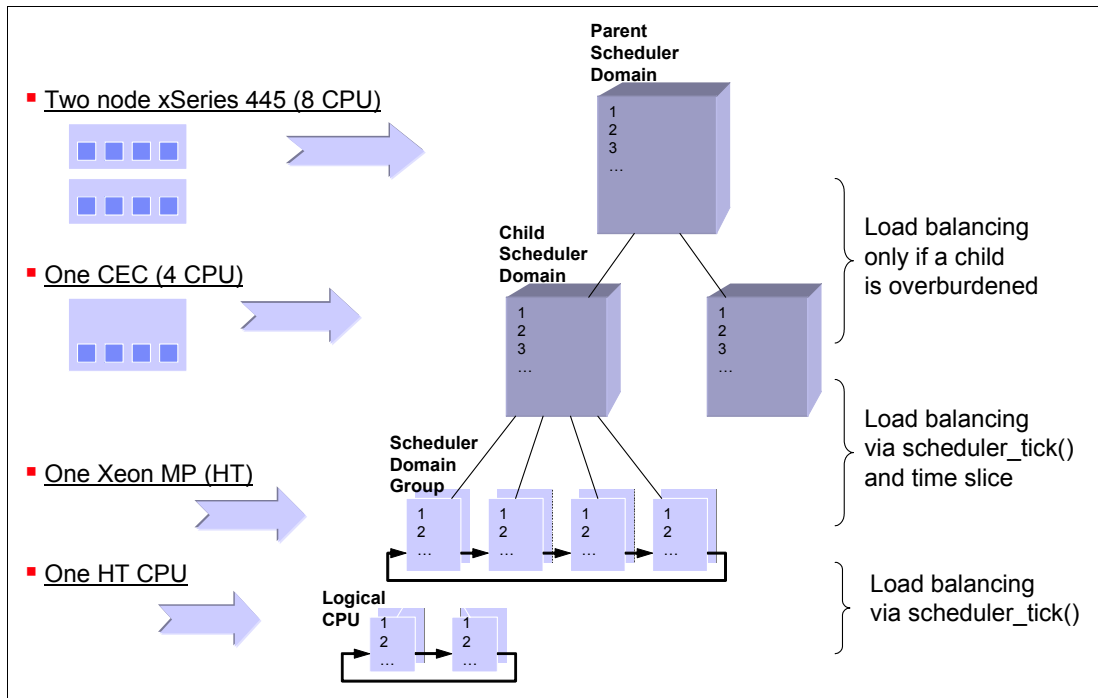 Parent
Scheduler
Domain
▪ Two node xSeries 445 (8 CPU)
1
2
3
…
Child
Scheduler
Domain
Load balancing
only if a child
is overburdened
▪ One CEC (4 CPU)
1
2
3
…
1
2
3
…
Scheduler
Domain
Group
Load balancing
via scheduler_tick()
and time slice
▪ One Xeon MP (HT)
1
2
…
1
2
…
1
2
…
1
2
…
▪ One HT CPU
Logical
CPU
1
2
…
1
2
…
Load balancing
via scheduler_tick()